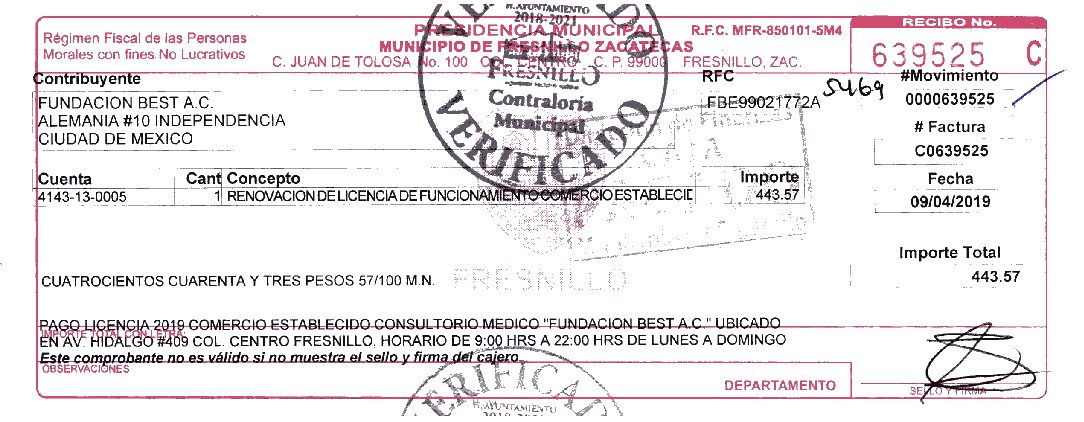 H. AYUNTAMIENTO
2018-2021
PRESIDENCIA MUNICIPAL
R.F.C. MFR-850101-5M4
RECIBO No.
Régimen Fiscal de las Personas
Morales con fines No Lucrativos
MUNICIPIO DE FRESNILLO ZACATECAS
C. JUAN DE TOLOSA No. 100 COL. CENTRO C. P. 99000 FRESNILLO, ZAC.
639525 C
FRESNILLO
Contraloría
Municipal
VERIFICADO
Contribuyente
RFC
#Movimiento
FUNDACION BEST A.C.
FBE99021772A
5469
0000639525
ALEMANIA #10 INDEPENDENCIA
CIUDAD DE MEXICO
# Factura
C0639525
CAJA
Cuenta Cant Concepto Importe
Fecha
4143-13-0005 1 RENOVACION DE LICENCIA DE FUNCIONAMIENTO COMERCIO ESTABLECID 443.57
09/04/2019
Importe Total
443.57
CUATROCIENTOS CUARENTA Y TRES PESOS 57/100 M.N.
FRESNILLO
IMPORTE TOTAL CON LETRA:
PAGO LICENCIA 2019 COMERCIO ESTABLECIDO CONSULTORIO MEDICO "FUNDACION BEST A.C." UBICADO
EN AV. HIDALGO #409 COL. CENTRO FRESNILLO. HORARIO DE 9:00 HRS A 22:00 HRS DE LUNES A DOMINGO
Este comprobante no es válido si no muestra el sello y firma del cajero
OBSERVACIONES
DEPARTAMENTO
SELLO Y FIRMA
VERIFICADO
H. AYUNTAMIENTO
2018-2021